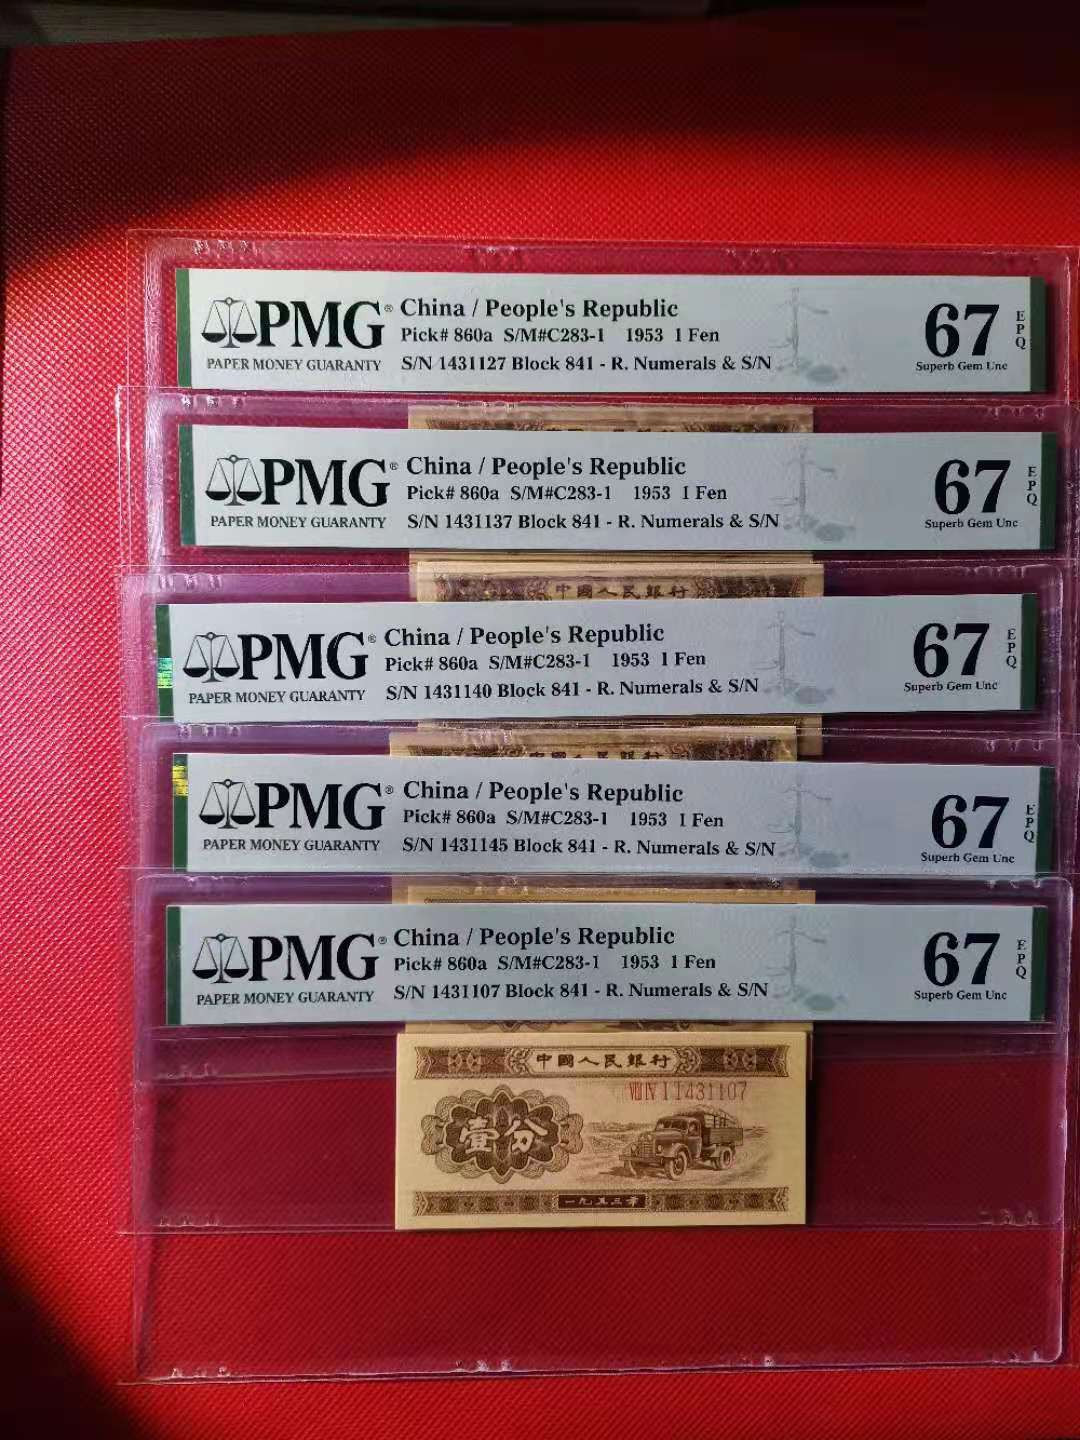 PMG® China / People's Republic
Pick# 860a S/M#C283-1 1953 1 Fen
PAPER MONEY GUARANTY S/N 1431127 Block 841 - R. Numerals & S/N
67 EPQ
Superb Gem Unc
PMG® China / People's Republic
Pick# 860a S/M#C283-1 1953 1 Fen
PAPER MONEY GUARANTY S/N 1431137 Block 841 - R. Numerals & S/N
67 EPQ
Superb Gem Unc
中國人民銀行
PMG® China / People's Republic
Pick# 860a S/M#C283-1 1953 1 Fen
PAPER MONEY GUARANTY S/N 1431140 Block 841 - R. Numerals & S/N
67 EPQ
Superb Gem Unc
PMG® China / People's Republic
Pick# 860a S/M#C283-1 1953 1 Fen
PAPER MONEY GUARANTY S/N 1431145 Block 841 - R. Numerals & S/N
67 EPQ
Superb Gem Unc
PMG® China / People's Republic
Pick# 860a S/M#C283-1 1953 1 Fen
PAPER MONEY GUARANTY S/N 1431107 Block 841 - R. Numerals & S/N
67 EPQ
Superb Gem Unc
中國人民銀行
VIII IV I 1431107
壹分
一九五三年